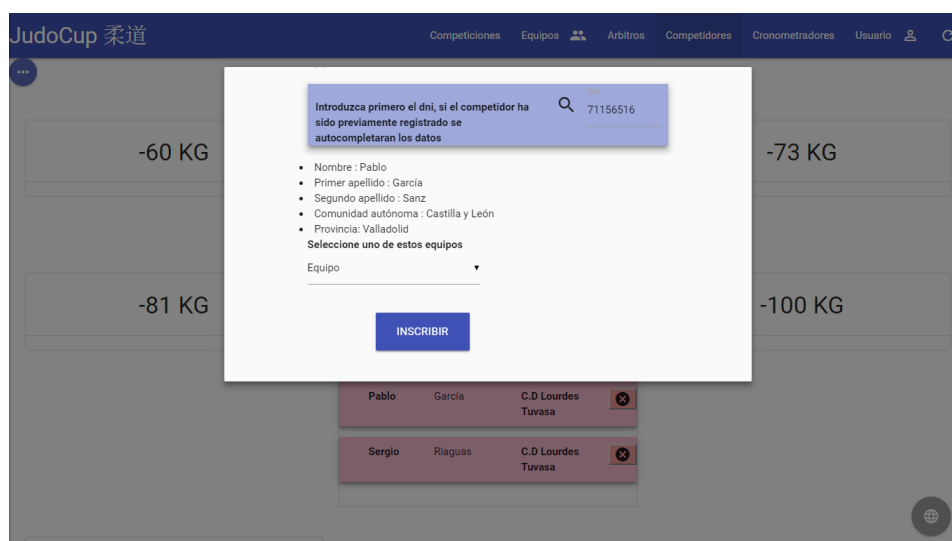 JudoCup 柔道
Competiciones Equipos Arbitros Competidores Cronometradores Usuario
Dni
Introduzca primero el dni, si el competidor ha
sido previamente registrado se
autocompletaran los datos
71156516
-60 KG
-73 KG
Nombre : Pablo
Primer apellido : García
Segundo apellido : Sanz
Comunidad autónoma : Castilla y León
Provincia: Valladolid
Seleccione uno de estos equipos
Equipo
-81 KG
-100 KG
INSCRIBIR
Pablo García C.D Lourdes
Tuvasa
Sergio Riaguas C.D Lourdes
Tuvasa